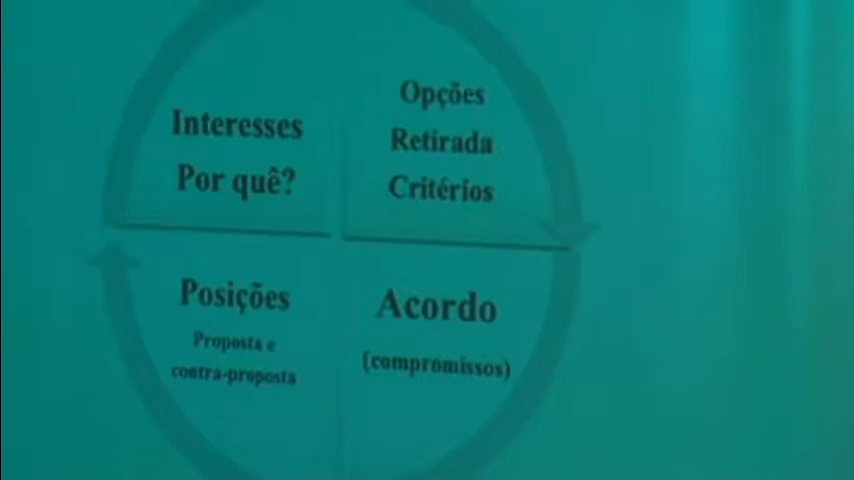 Interesses
Por quê?
Opções
Retirada
Critérios
Posições
Proposta e
contra-proposta
Acordo
(compromissos)